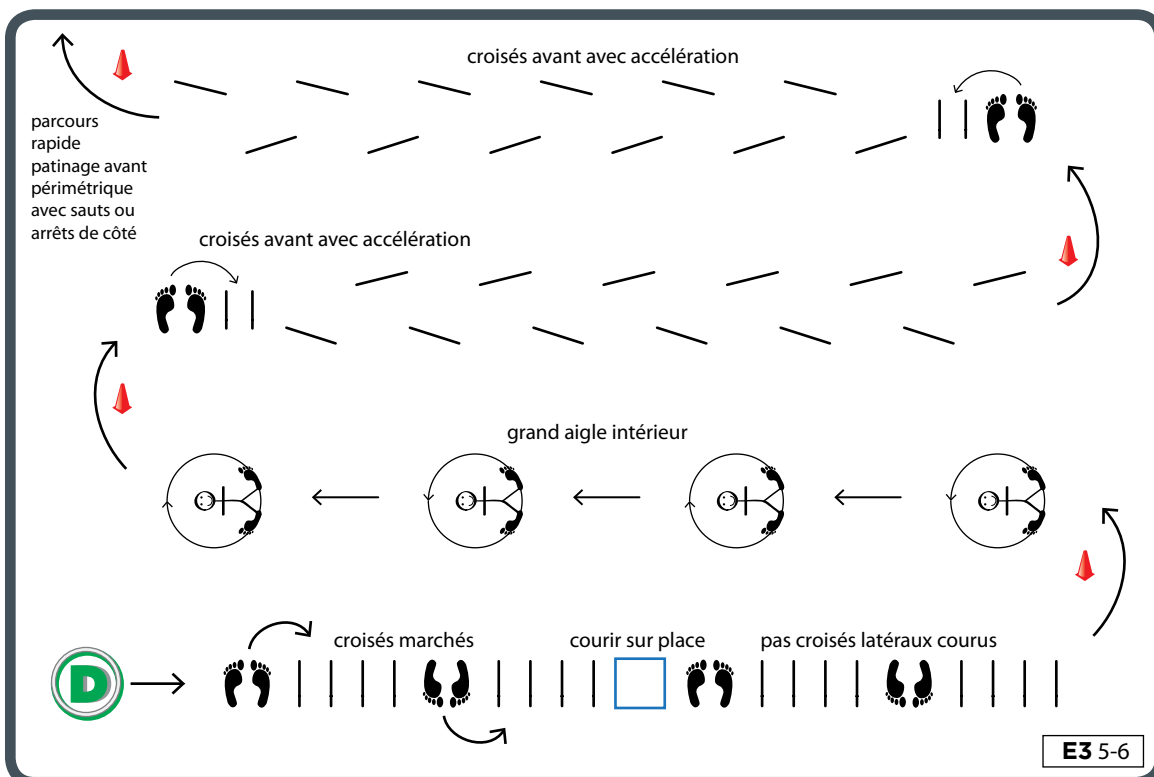 croisés avant avec accélération
parcours
rapide
patinage avant
périmétrique
avec sauts ou
arrêts de côté
croisés avant avec accélération
grand aigle intérieur
croisés marchés
courir sur place
pas croisés latéraux courus
D
E3 5-6